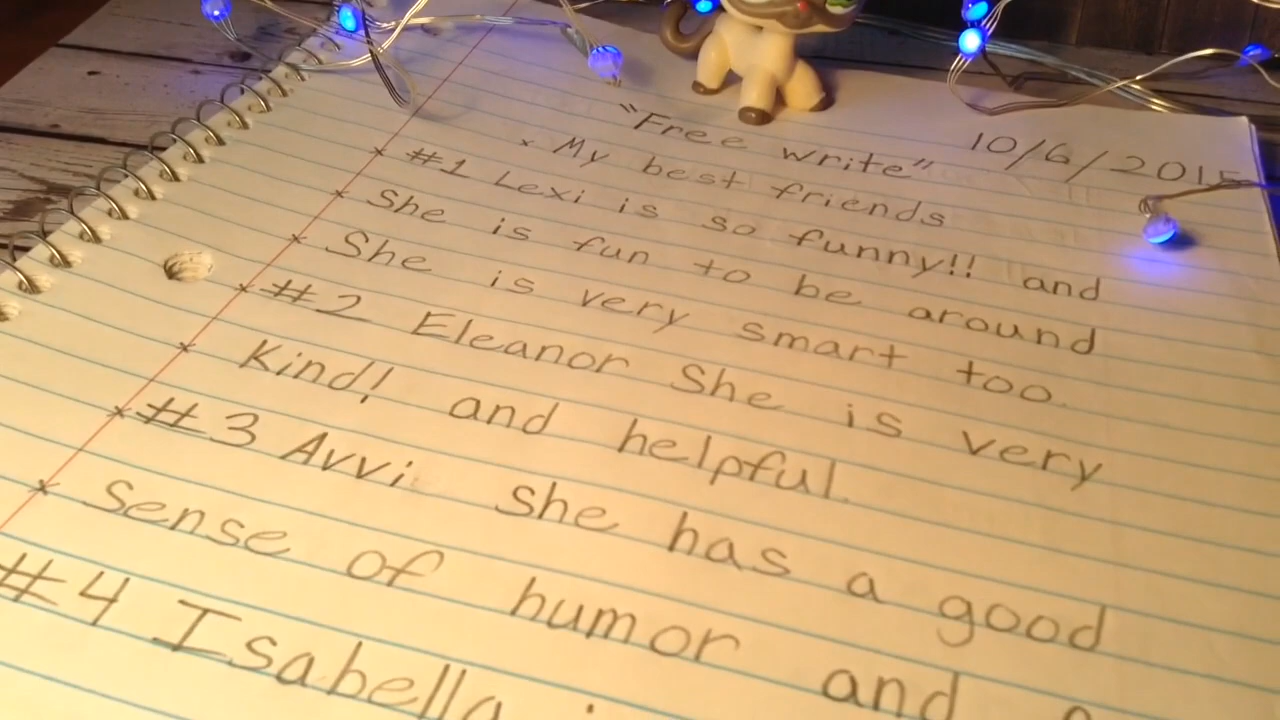 "Free write" 10/6/2015
x My best friends
x #1 Lexi is so funny!! and
x She is fun to be around
x She is very smart too.
x #2 Eleanor She is very
x Kind! and helpful.
x #3 Avvi she has a good
x Sense of humor and
#4 Isabella